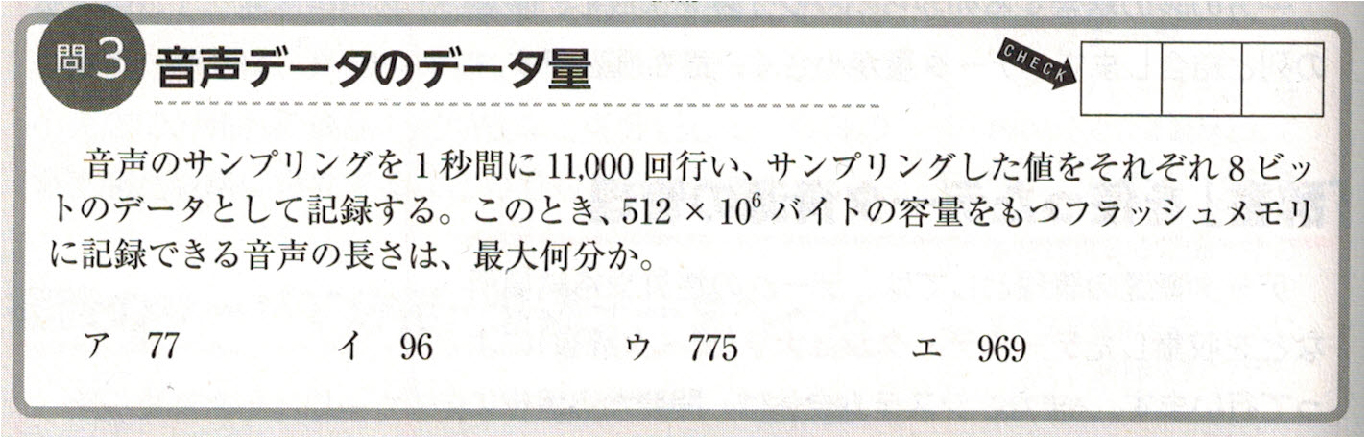 問3 音声データのデータ量
CHECK
音声のサンプリングを1秒間に11,000回行い、サンプリングした値をそれぞれ8ビッ
トのデータとして記録する。このとき、512 × 10⁶バイトの容量をもつフラッシュメモリ
に記録できる音声の長さは、最大何分か。
ア 77 イ 96 ウ 775 エ 969